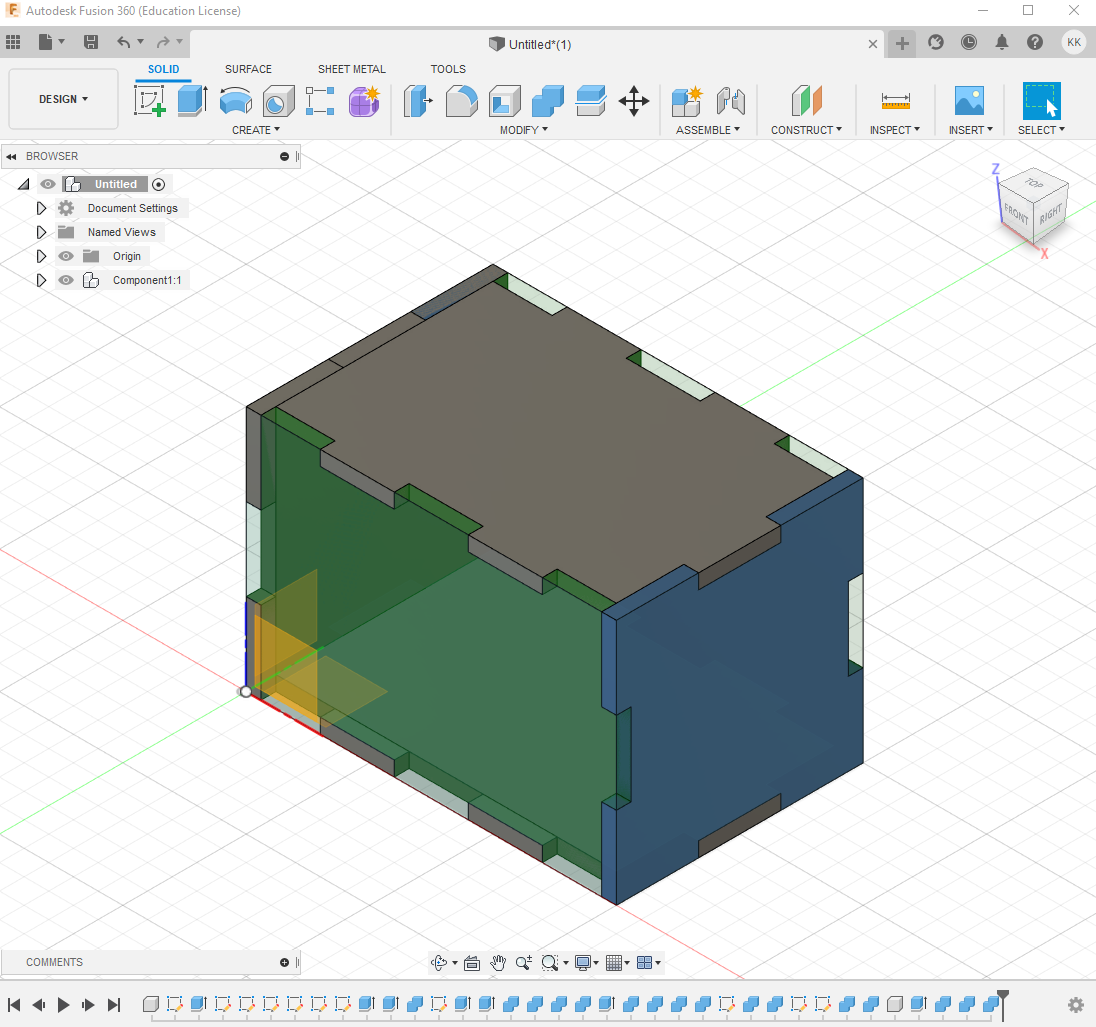 Autodesk Fusion 360 (Education License)
Untitled*(1)
KK
DESIGN
SOLID
SURFACE
SHEET METAL
TOOLS
CREATE
MODIFY
ASSEMBLE
CONSTRUCT
INSPECT
INSERT
SELECT
BROWSER
Untitled
Document Settings
Named Views
Origin
Component1:1
Z
TOP
FRONT
RIGHT
X
COMMENTS